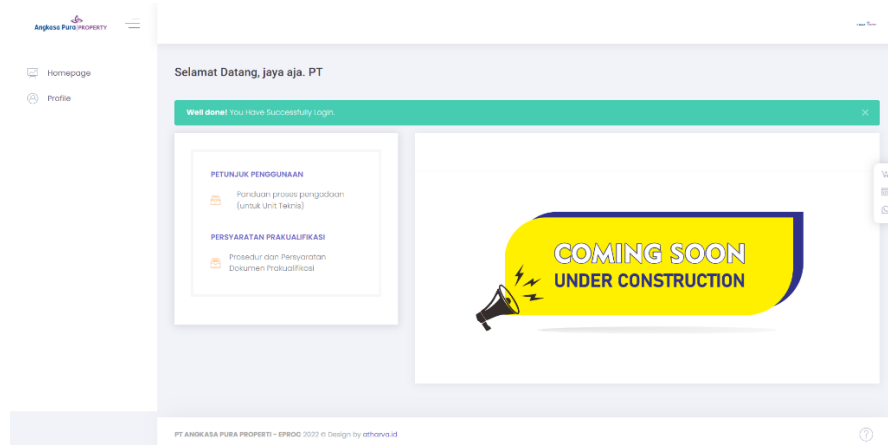 Angkasa Pura|PROPERTY
Homepage
Profile
Selamat Datang, jaya aja. PT
Well done! You Have Successfully Login.
PETUNJUK PENGGUNAAN
Panduan proses pengadaan
(untuk Unit Teknis)
PERSYARATAN PRAKUALIFIKASI
Prosedur dan Persyaratan
Dokumen Prakualifikasi
COMING SOON
UNDER CONSTRUCTION
PT ANGKASA PURA PROPERTI - EPROC 2022 © Design by atharva.id